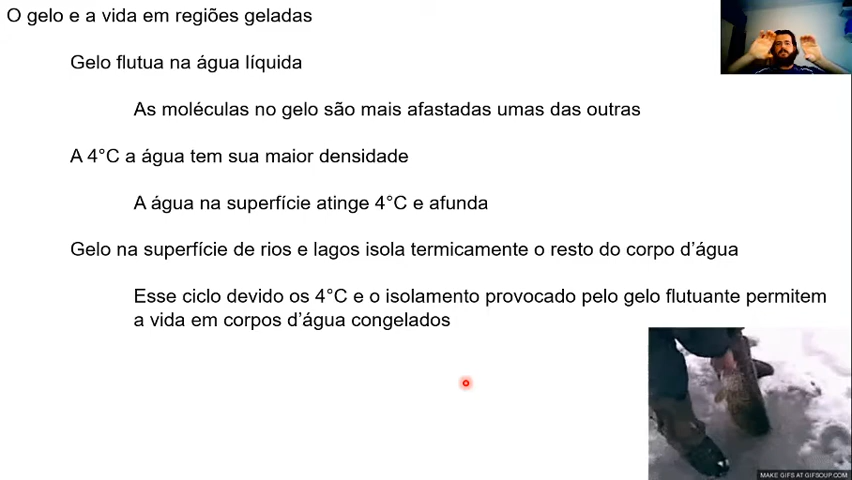 O gelo e a vida em regiões geladas
Gelo flutua na água líquida
As moléculas no gelo são mais afastadas umas das outras
A 4°C a água tem sua maior densidade
A água na superfície atinge 4°C e afunda
Gelo na superfície de rios e lagos isola termicamente o resto do corpo d’água
Esse ciclo devido os 4°C e o isolamento provocado pelo gelo flutuante permitem
a vida em corpos d’água congelados
MAKE GIFS AT GIFSOUP.COM